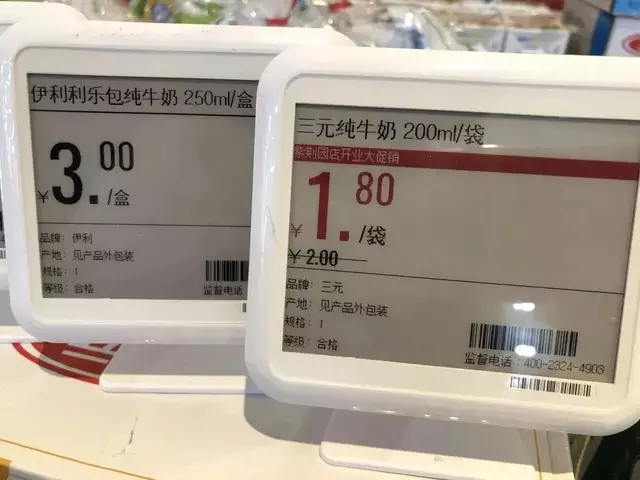 伊利利乐包纯牛奶 250ml/盒
¥3.00/盒
品牌: 伊利
产地: 见产品外包装
规格: 1
等级: 合格
监督电话
三元纯牛奶 200ml/袋
紫荆园店开业大促销
¥1.80/袋
¥2.00
品牌: 三元
产地: 见产品外包装
规格: 1
等级: 合格
监督电话:400-2324-4903